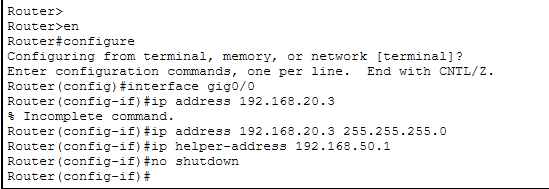 Router>
Router>en
Router#configure
Configuring from terminal, memory, or network [terminal]?
Enter configuration commands, one per line.  End with CNTL/Z.
Router(config)#interface gig0/0
Router(config-if)#ip address 192.168.20.3
% Incomplete command.
Router(config-if)#ip address 192.168.20.3 255.255.255.0
Router(config-if)#ip helper-address 192.168.50.1
Router(config-if)#no shutdown
Router(config-if)#